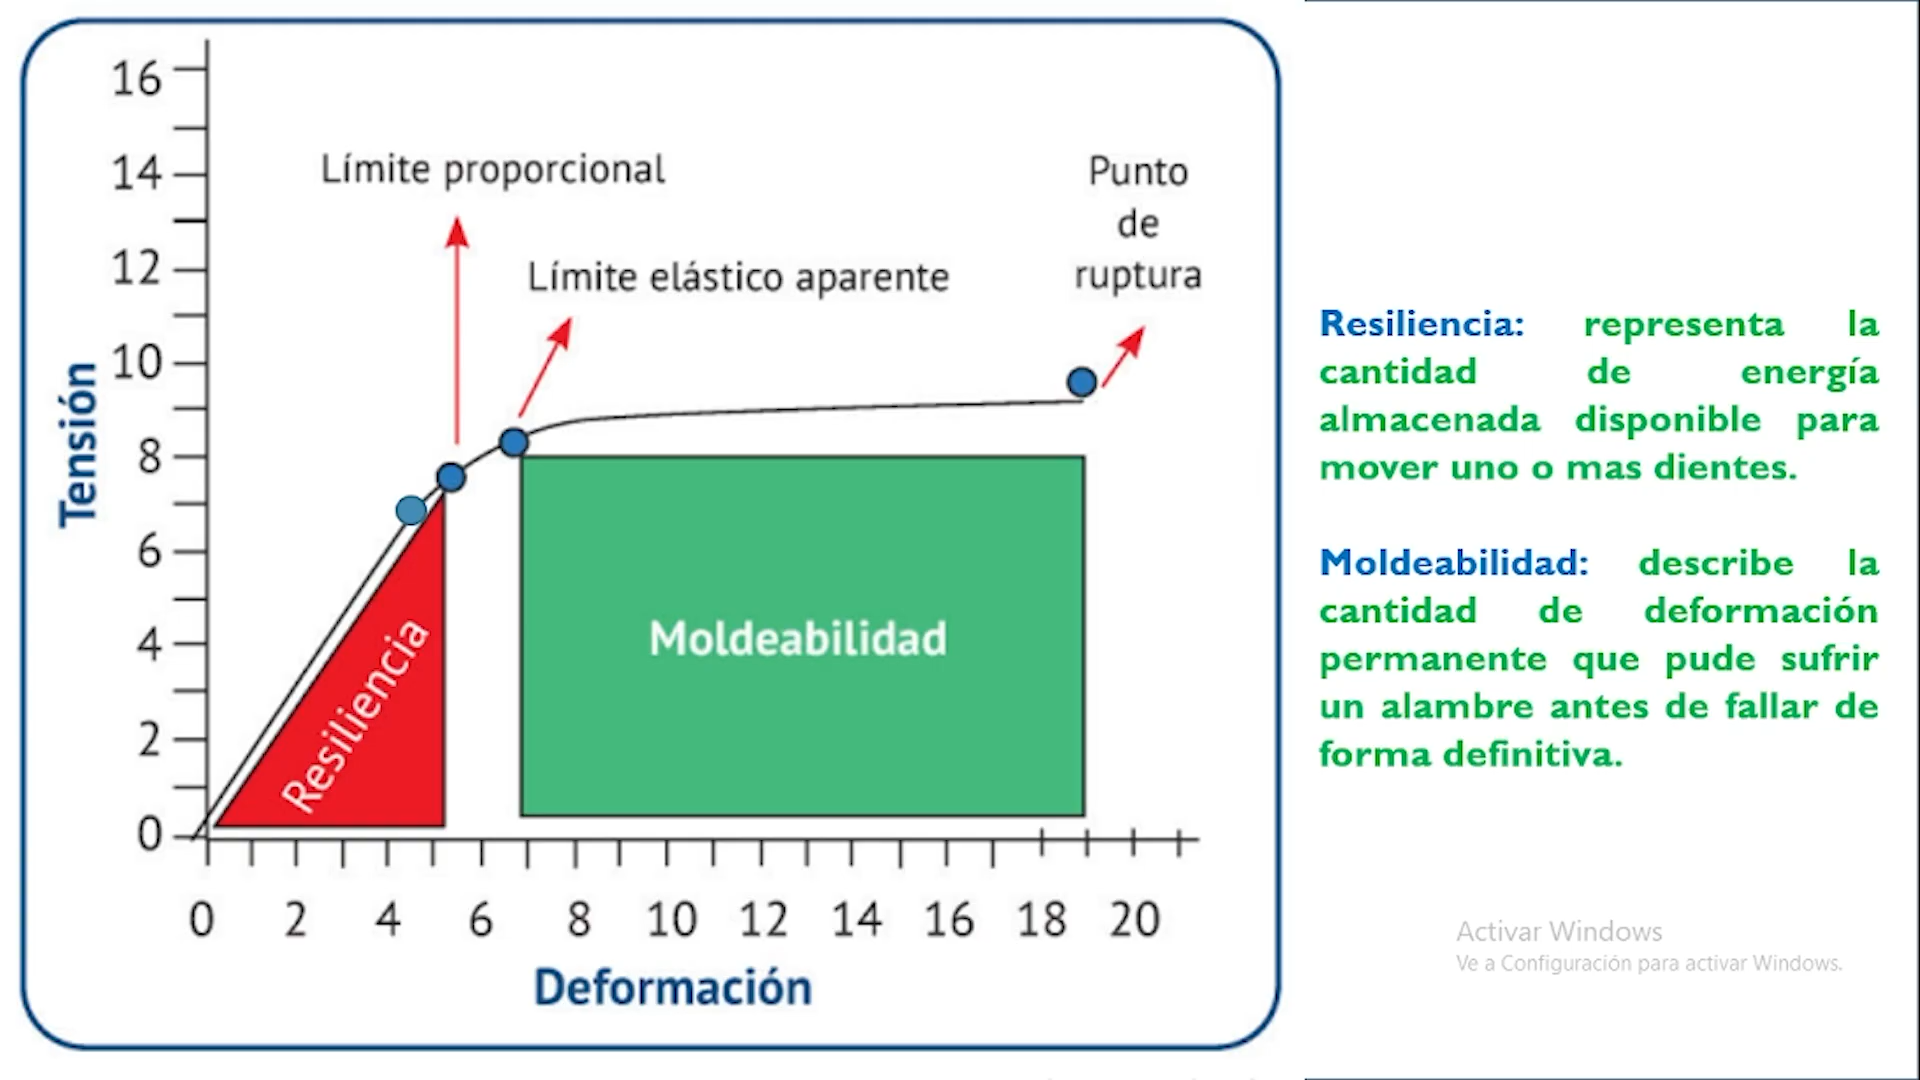 16
14
12
10
8
6
4
2
0
Tensión
Límite proporcional
Límite elástico aparente
Punto
de
ruptura
Resiliencia
Moldeabilidad
0 2 4 6 8 10 12 14 16 18 20
Deformación
Resiliencia: representa la
cantidad de energía
almacenada disponible para
mover uno o mas dientes.
Moldeabilidad: describe la
cantidad de deformación
permanente que pude sufrir
un alambre antes de fallar de
forma definitiva.
Activar Windows
Ve a Configuración para activar Windows.